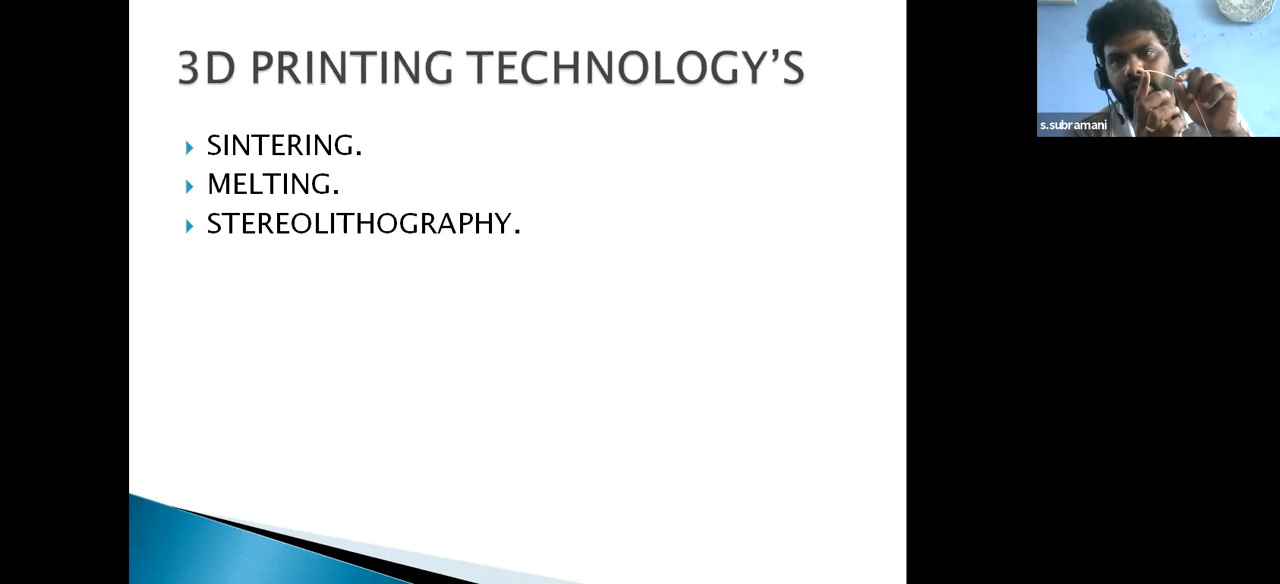 3D PRINTING TECHNOLOGY'S
SINTERING.
MELTING.
STEREOLITHOGRAPHY.
s.subramani